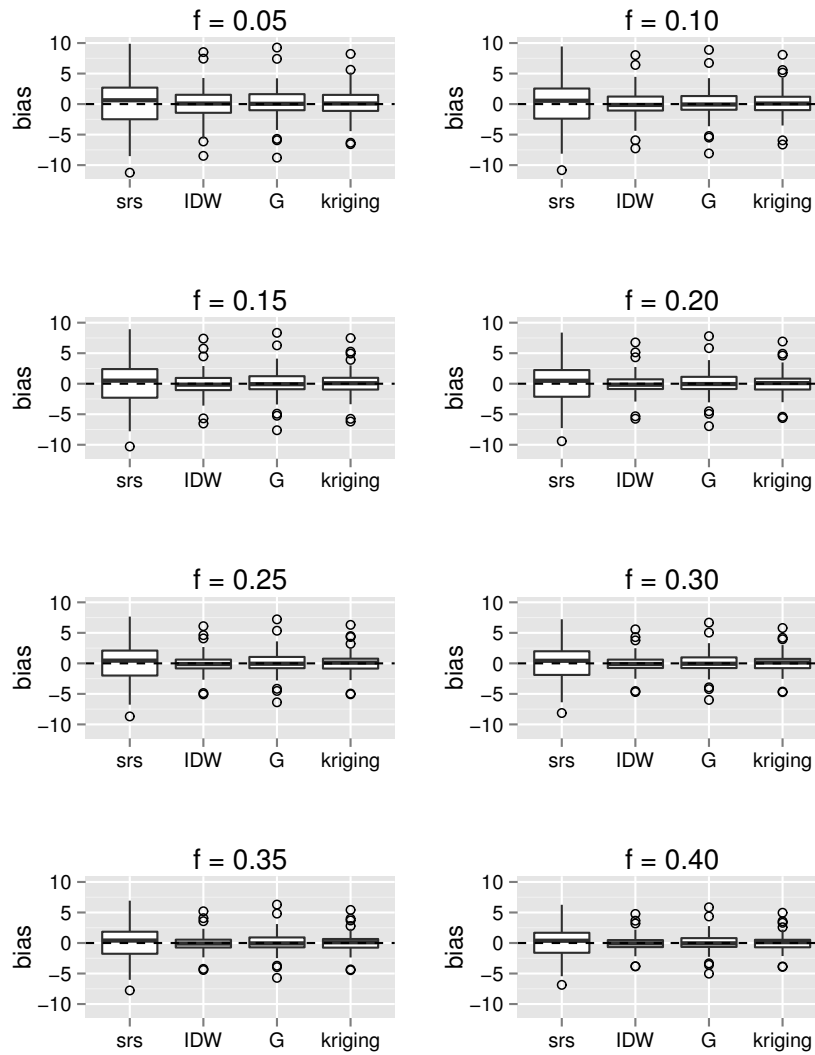 f = 0.05
10
5
0
−5
−10
bias
srs IDW G kriging
f = 0.10
10
5
0
−5
−10
bias
srs IDW G kriging
f = 0.15
10
5
0
−5
−10
bias
srs IDW G kriging
f = 0.20
10
5
0
−5
−10
bias
srs IDW G kriging
f = 0.25
10
5
0
−5
−10
bias
srs IDW G kriging
f = 0.30
10
5
0
−5
−10
bias
srs IDW G kriging
f = 0.35
10
5
0
−5
−10
bias
srs IDW G kriging
f = 0.40
10
5
0
−5
−10
bias
srs IDW G kriging